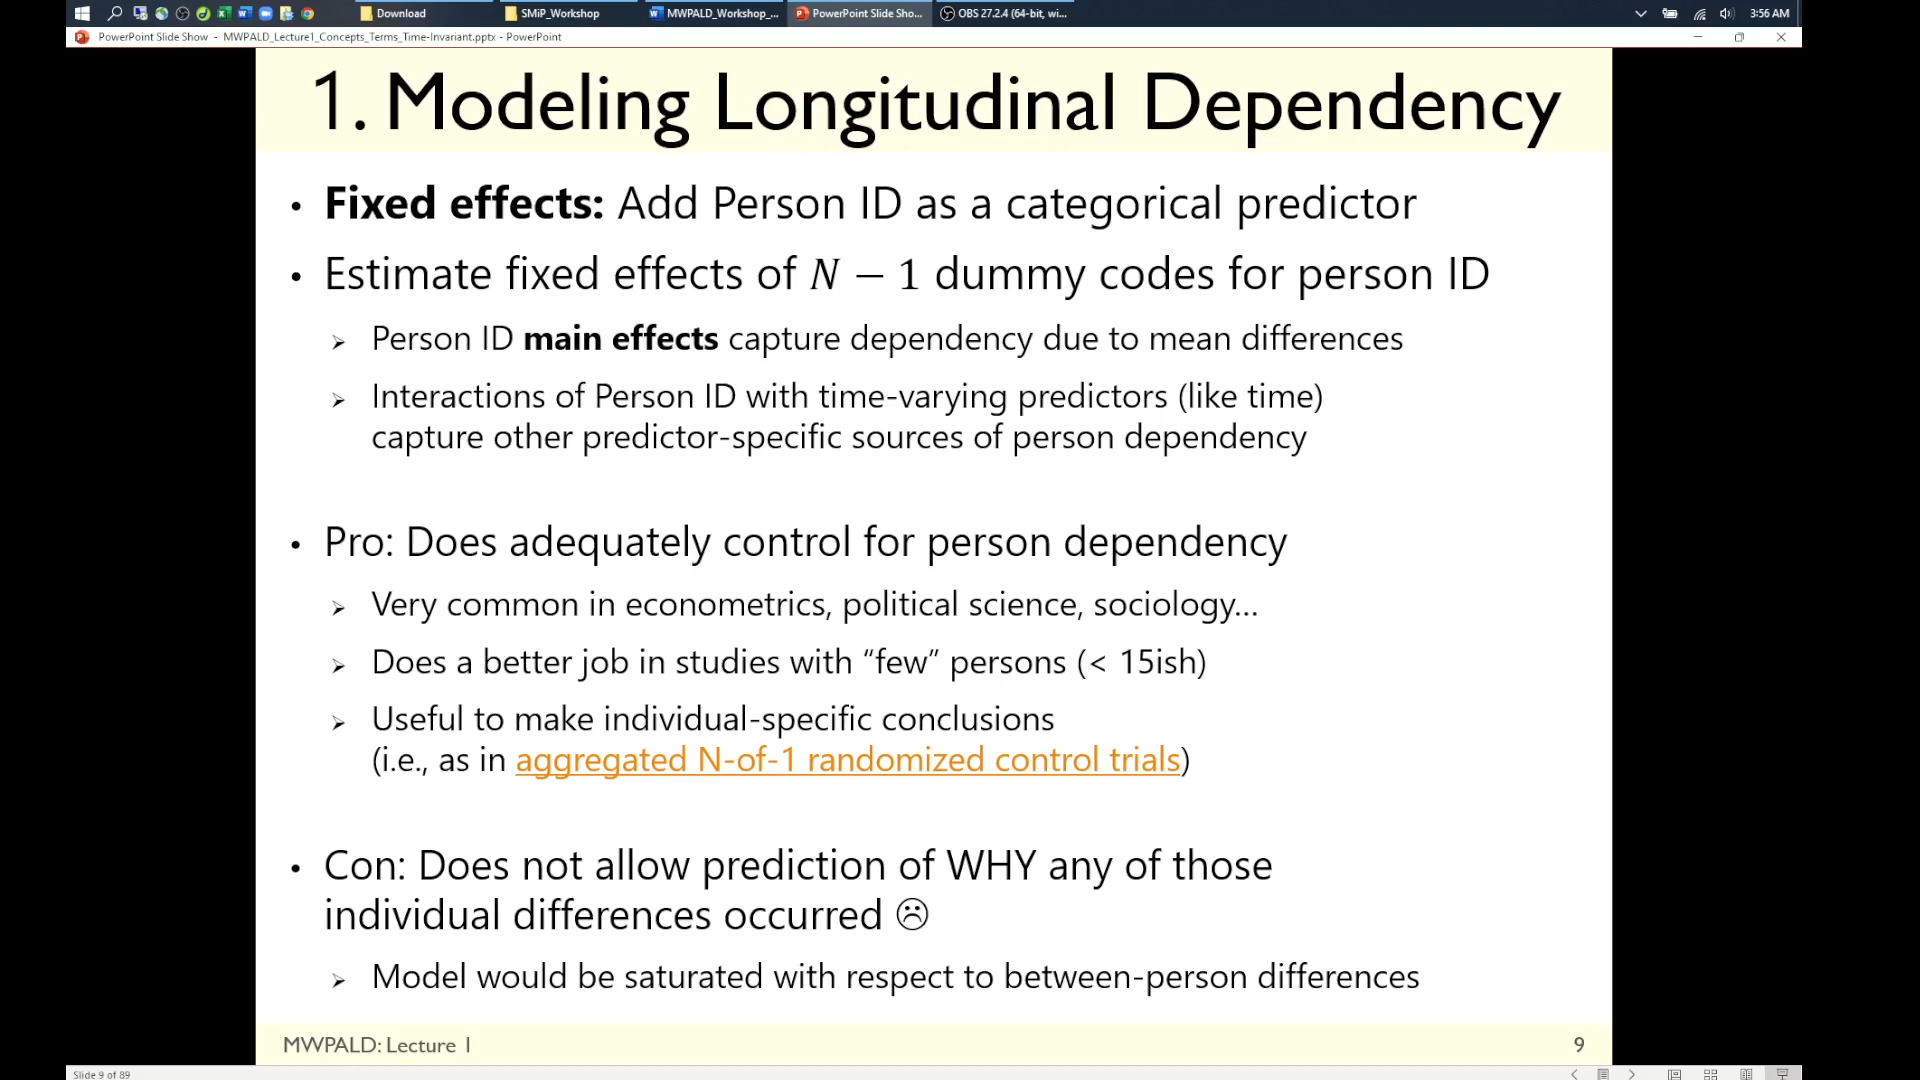 Download
SMiP_Workshop
MWPALD_Workshop_...
PowerPoint Slide Sho...
OBS 27.2.4 (64-bit, wi...
3:56 AM
PowerPoint Slide Show - MWPALD_Lecture1_Concepts_Terms_Time-Invariant.pptx - PowerPoint
1. Modeling Longitudinal Dependency
• Fixed effects: Add Person ID as a categorical predictor
• Estimate fixed effects of N − 1 dummy codes for person ID
➢ Person ID main effects capture dependency due to mean differences
➢ Interactions of Person ID with time-varying predictors (like time)
capture other predictor-specific sources of person dependency
• Pro: Does adequately control for person dependency
➢ Very common in econometrics, political science, sociology…
➢ Does a better job in studies with “few” persons (< 15ish)
➢ Useful to make individual-specific conclusions
(i.e., as in aggregated N-of-1 randomized control trials)
• Con: Does not allow prediction of WHY any of those
individual differences occurred ☹
➢ Model would be saturated with respect to between-person differences
MWPALD: Lecture 1
9
Slide 9 of 89